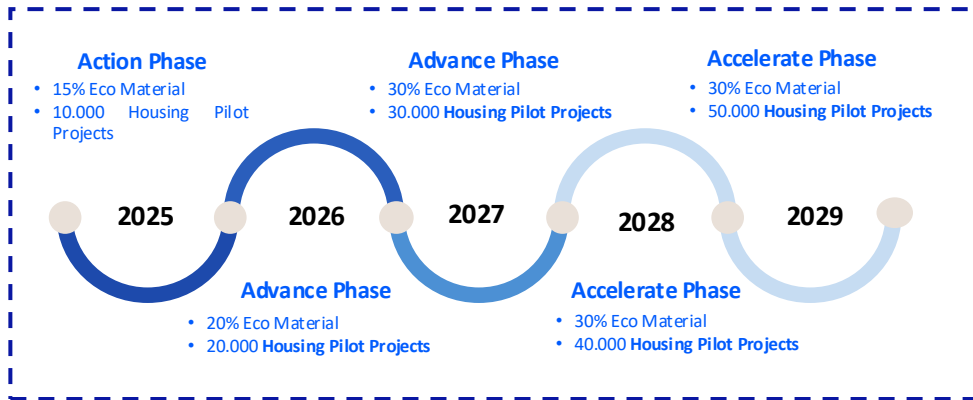 Action Phase
• 15% Eco Material
• 10.000 Housing Pilot
Projects
2025
Advance Phase
• 20% Eco Material
• 20.000 Housing Pilot Projects
2026
Advance Phase
• 30% Eco Material
• 30.000 Housing Pilot Projects
2027
Accelerate Phase
• 30% Eco Material
• 40.000 Housing Pilot Projects
2028
Accelerate Phase
• 30% Eco Material
• 50.000 Housing Pilot Projects
2029